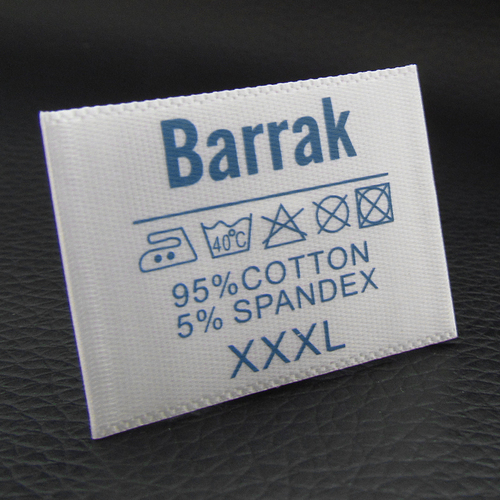 Barrak
40°C
95%COTTON
5% SPANDEX
XXXL